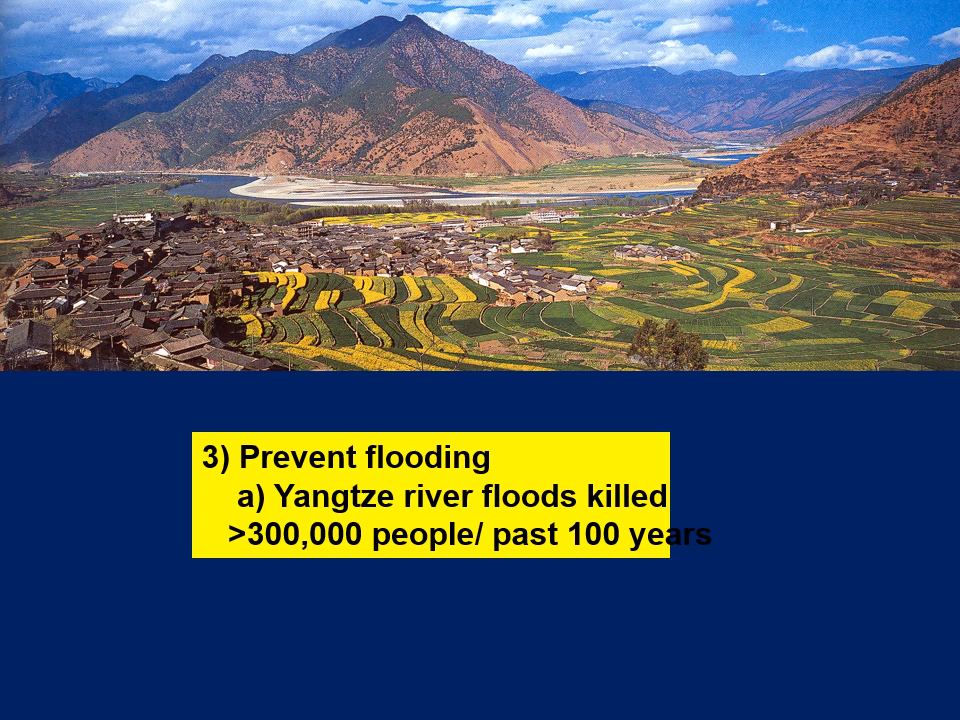 3) Prevent flooding
a) Yangtze river floods killed
>300,000 people/ past 100 years